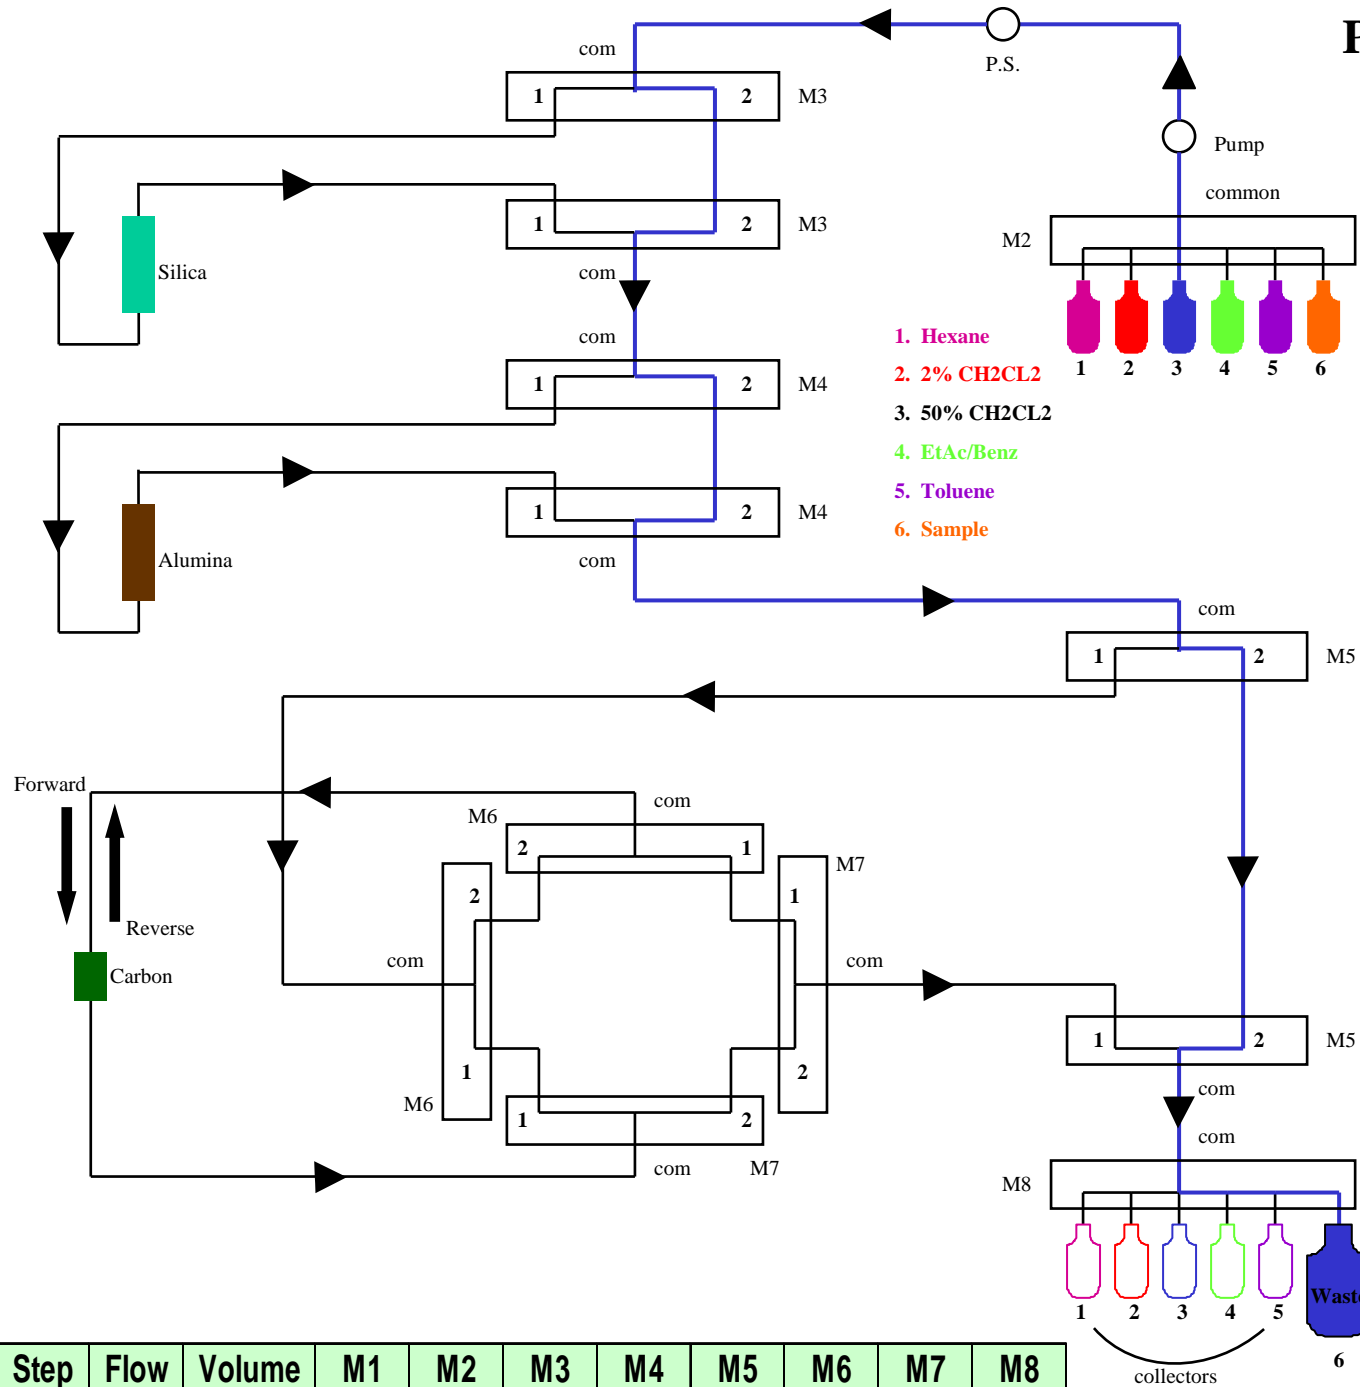 com
P.S.
1 2 M3
Pump
common
1 2 M3
M2
Silica
com
com
1. Hexane
1 2 3 4 5 6
2. 2% CH2CL2
1 2 M4
3. 50% CH2CL2
4. EtAc/Benz
5. Toluene
1 2 M4
6. Sample
Alumina
com
com
1 2 M5
Forward
com
M6
2 1
M7
2
1
Reverse
com
com
Carbon
1 2 M5
1
2
com
M6
1 2
com
com
M7
M8
Waste
1 2 3 4 5
6
collectors
Step Flow Volume M1 M2 M3 M4 M5 M6 M7 M8